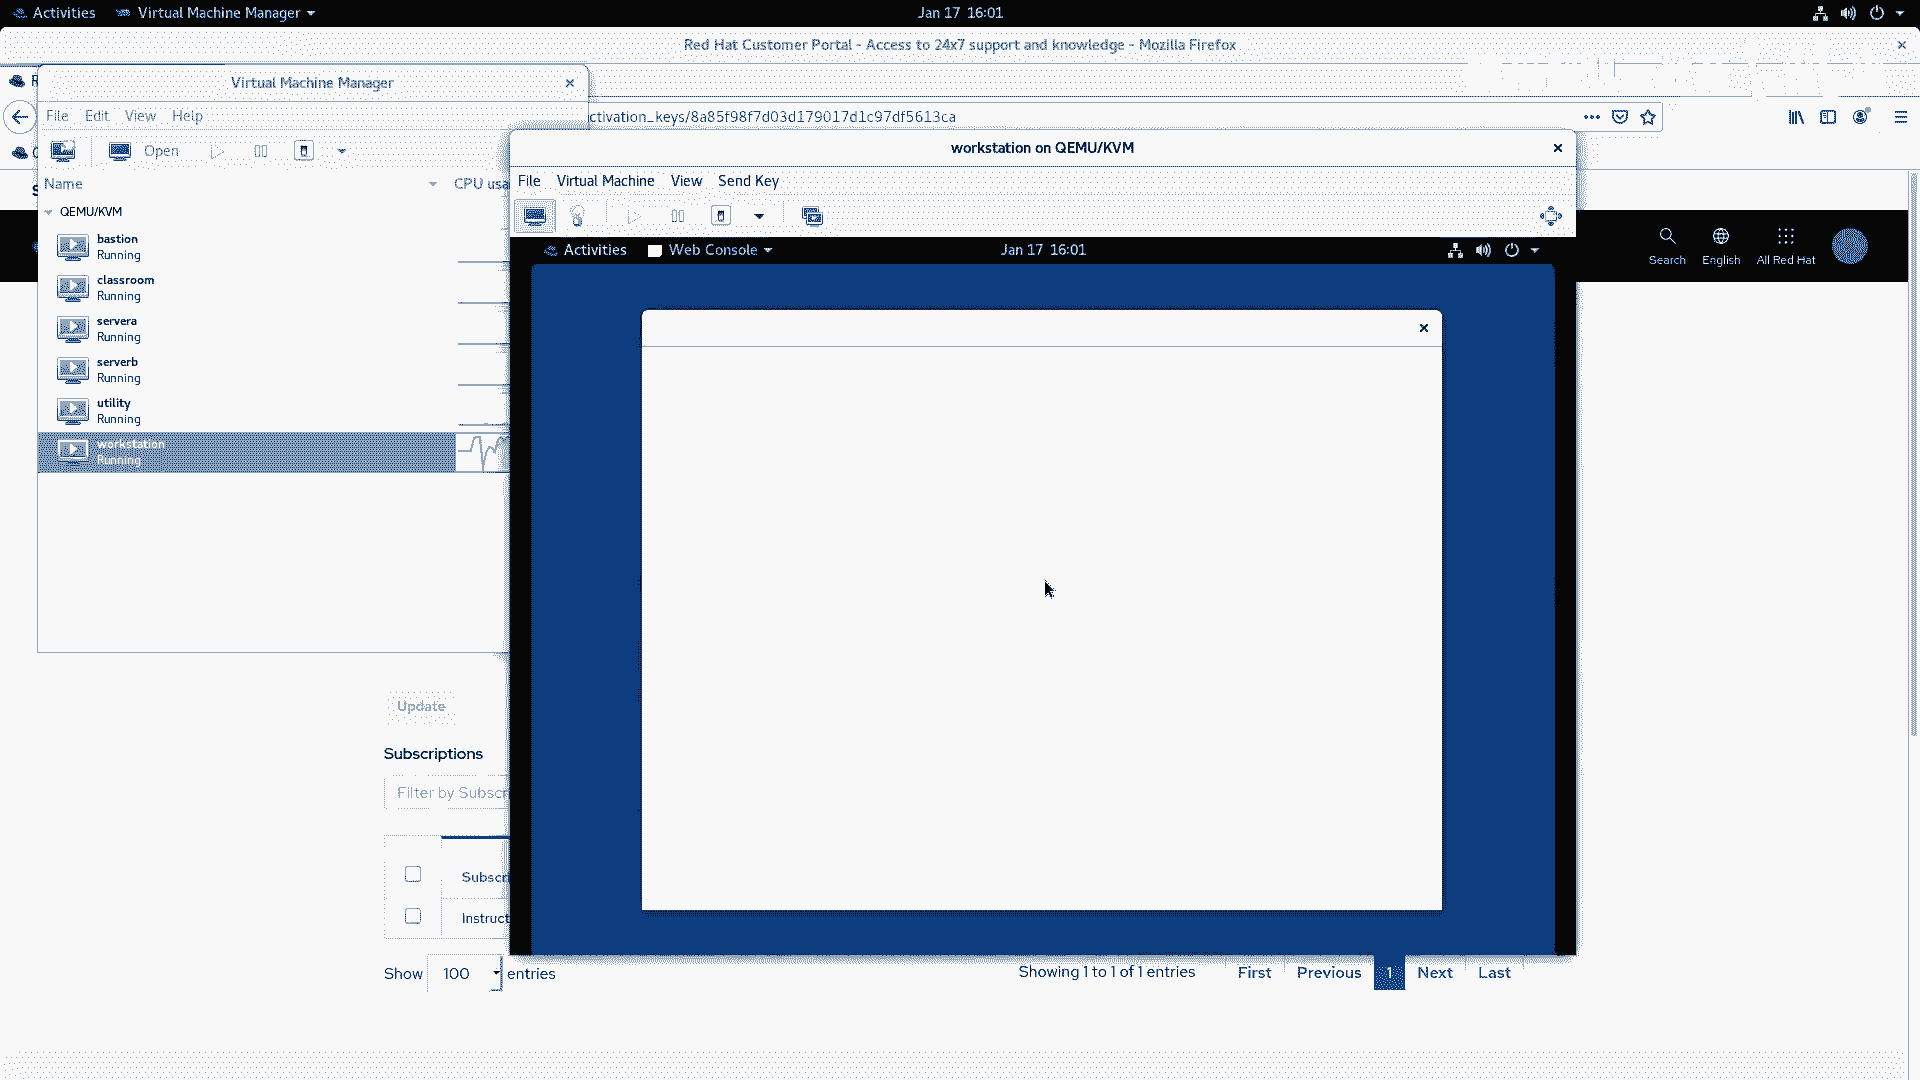 Activities Virtual Machine Manager Jan 17 16:01
Red Hat Customer Portal - Access to 24x7 support and knowledge - Mozilla Firefox
Virtual Machine Manager
File Edit View Help
ctivation_keys/8a85f98f7d03d179017d1c97df5613ca
Open
workstation on QEMU/KVM
Name CPU usa
File Virtual Machine View Send Key
QEMU/KVM
bastion
Running
classroom
Running
servera
Running
serverb
Running
utility
Running
workstation
Running
Activities Web Console Jan 17 16:01
Search English All Red Hat
Update
Subscriptions
Filter by Subscr
Subscri
Instruct
Show 100 entries
Showing 1 to 1 of 1 entries First Previous 1 Next Last